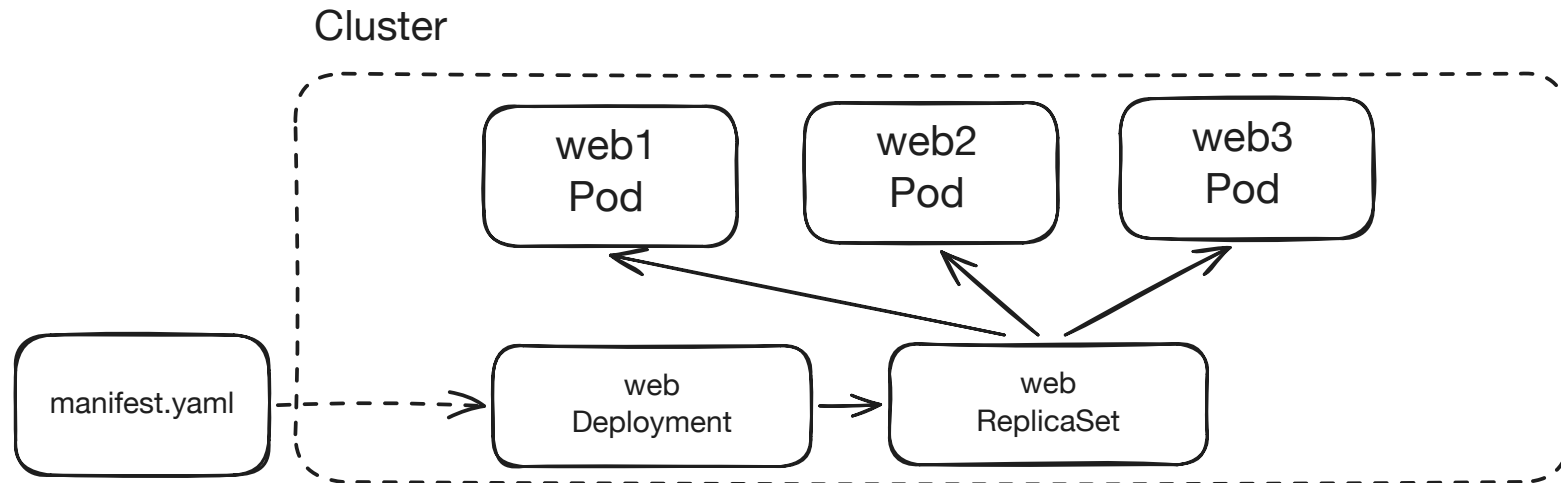 Cluster
web1
Pod
web2
Pod
web3
Pod
manifest.yaml
web
Deployment
web
ReplicaSet